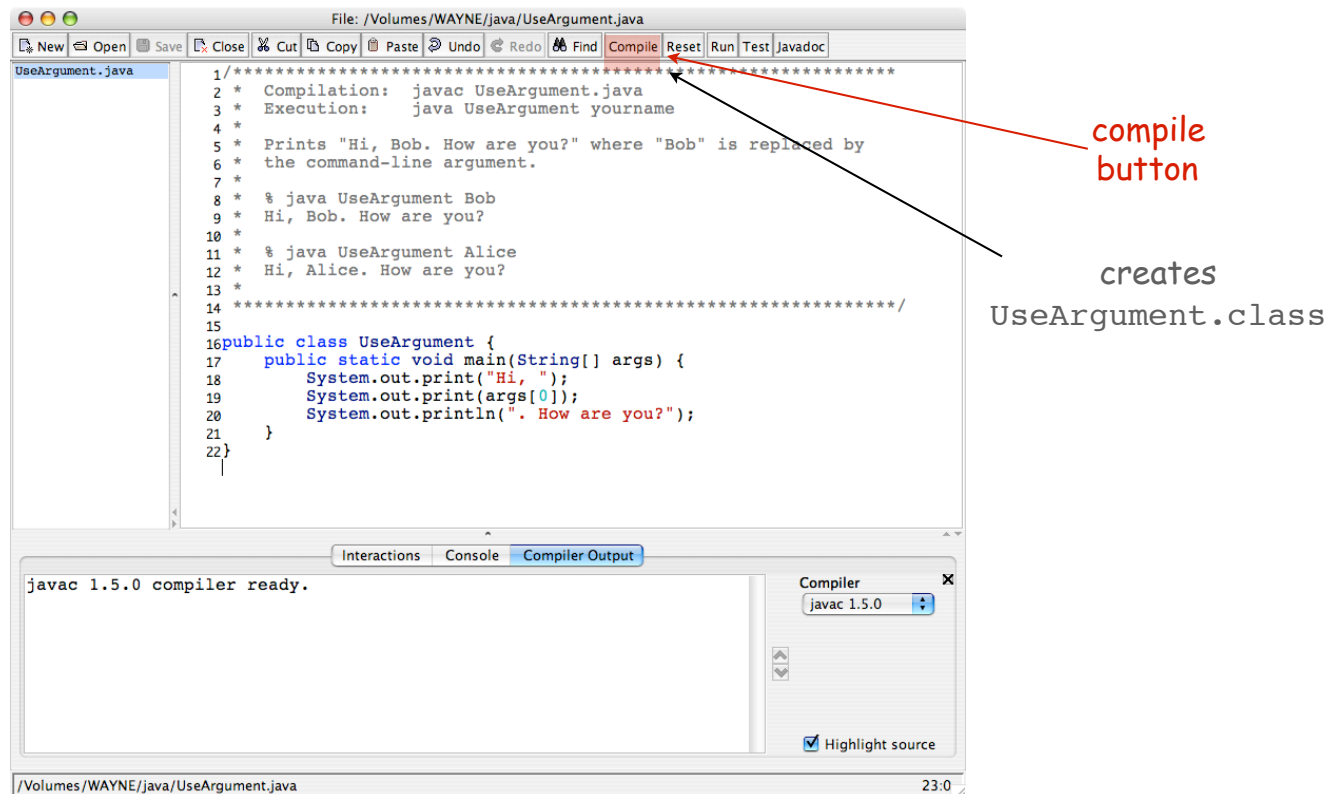 File: /Volumes/WAYNE/java/UseArgument.java
New Open Save Close Cut Copy Paste Undo Redo Find Compile Reset Run Test Javadoc
UseArgument.java
1/***************************************************************
2 *  Compilation:  javac UseArgument.java
3 *  Execution:    java UseArgument yourname
4 *
5 *  Prints "Hi, Bob. How are you?" where "Bob" is replaced by
6 *  the command-line argument.
7 *
8 *  % java UseArgument Bob
9 *  Hi, Bob. How are you?
10 *
11 *  % java UseArgument Alice
12 *  Hi, Alice. How are you?
13 *
14 ***************************************************************/
15
16public class UseArgument {
17    public static void main(String[] args) {
18        System.out.print("Hi, ");
19        System.out.print(args[0]);
20        System.out.println(". How are you?");
21    }
22}
compile
button
creates
UseArgument.class
Interactions Console Compiler Output
javac 1.5.0 compiler ready.
Compiler
javac 1.5.0
Highlight source
/Volumes/WAYNE/java/UseArgument.java 23:0